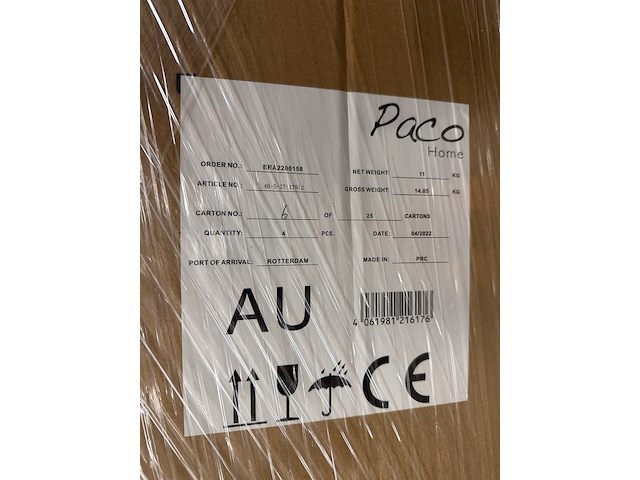 Paco
Home
ORDER NO.: ERA2200158
NET WEIGHT: 11 KG
ARTICLE NO.:
GROSS WEIGHT: 14.85 KG
CARTON NO.: 6 OF 25 CARTONS
QUANTITY: 4 PCS.
DATE: 04/2022
PORT OF ARRIVAL: ROTTERDAM
MADE IN: PRC
AU
4 061981 216176
CE